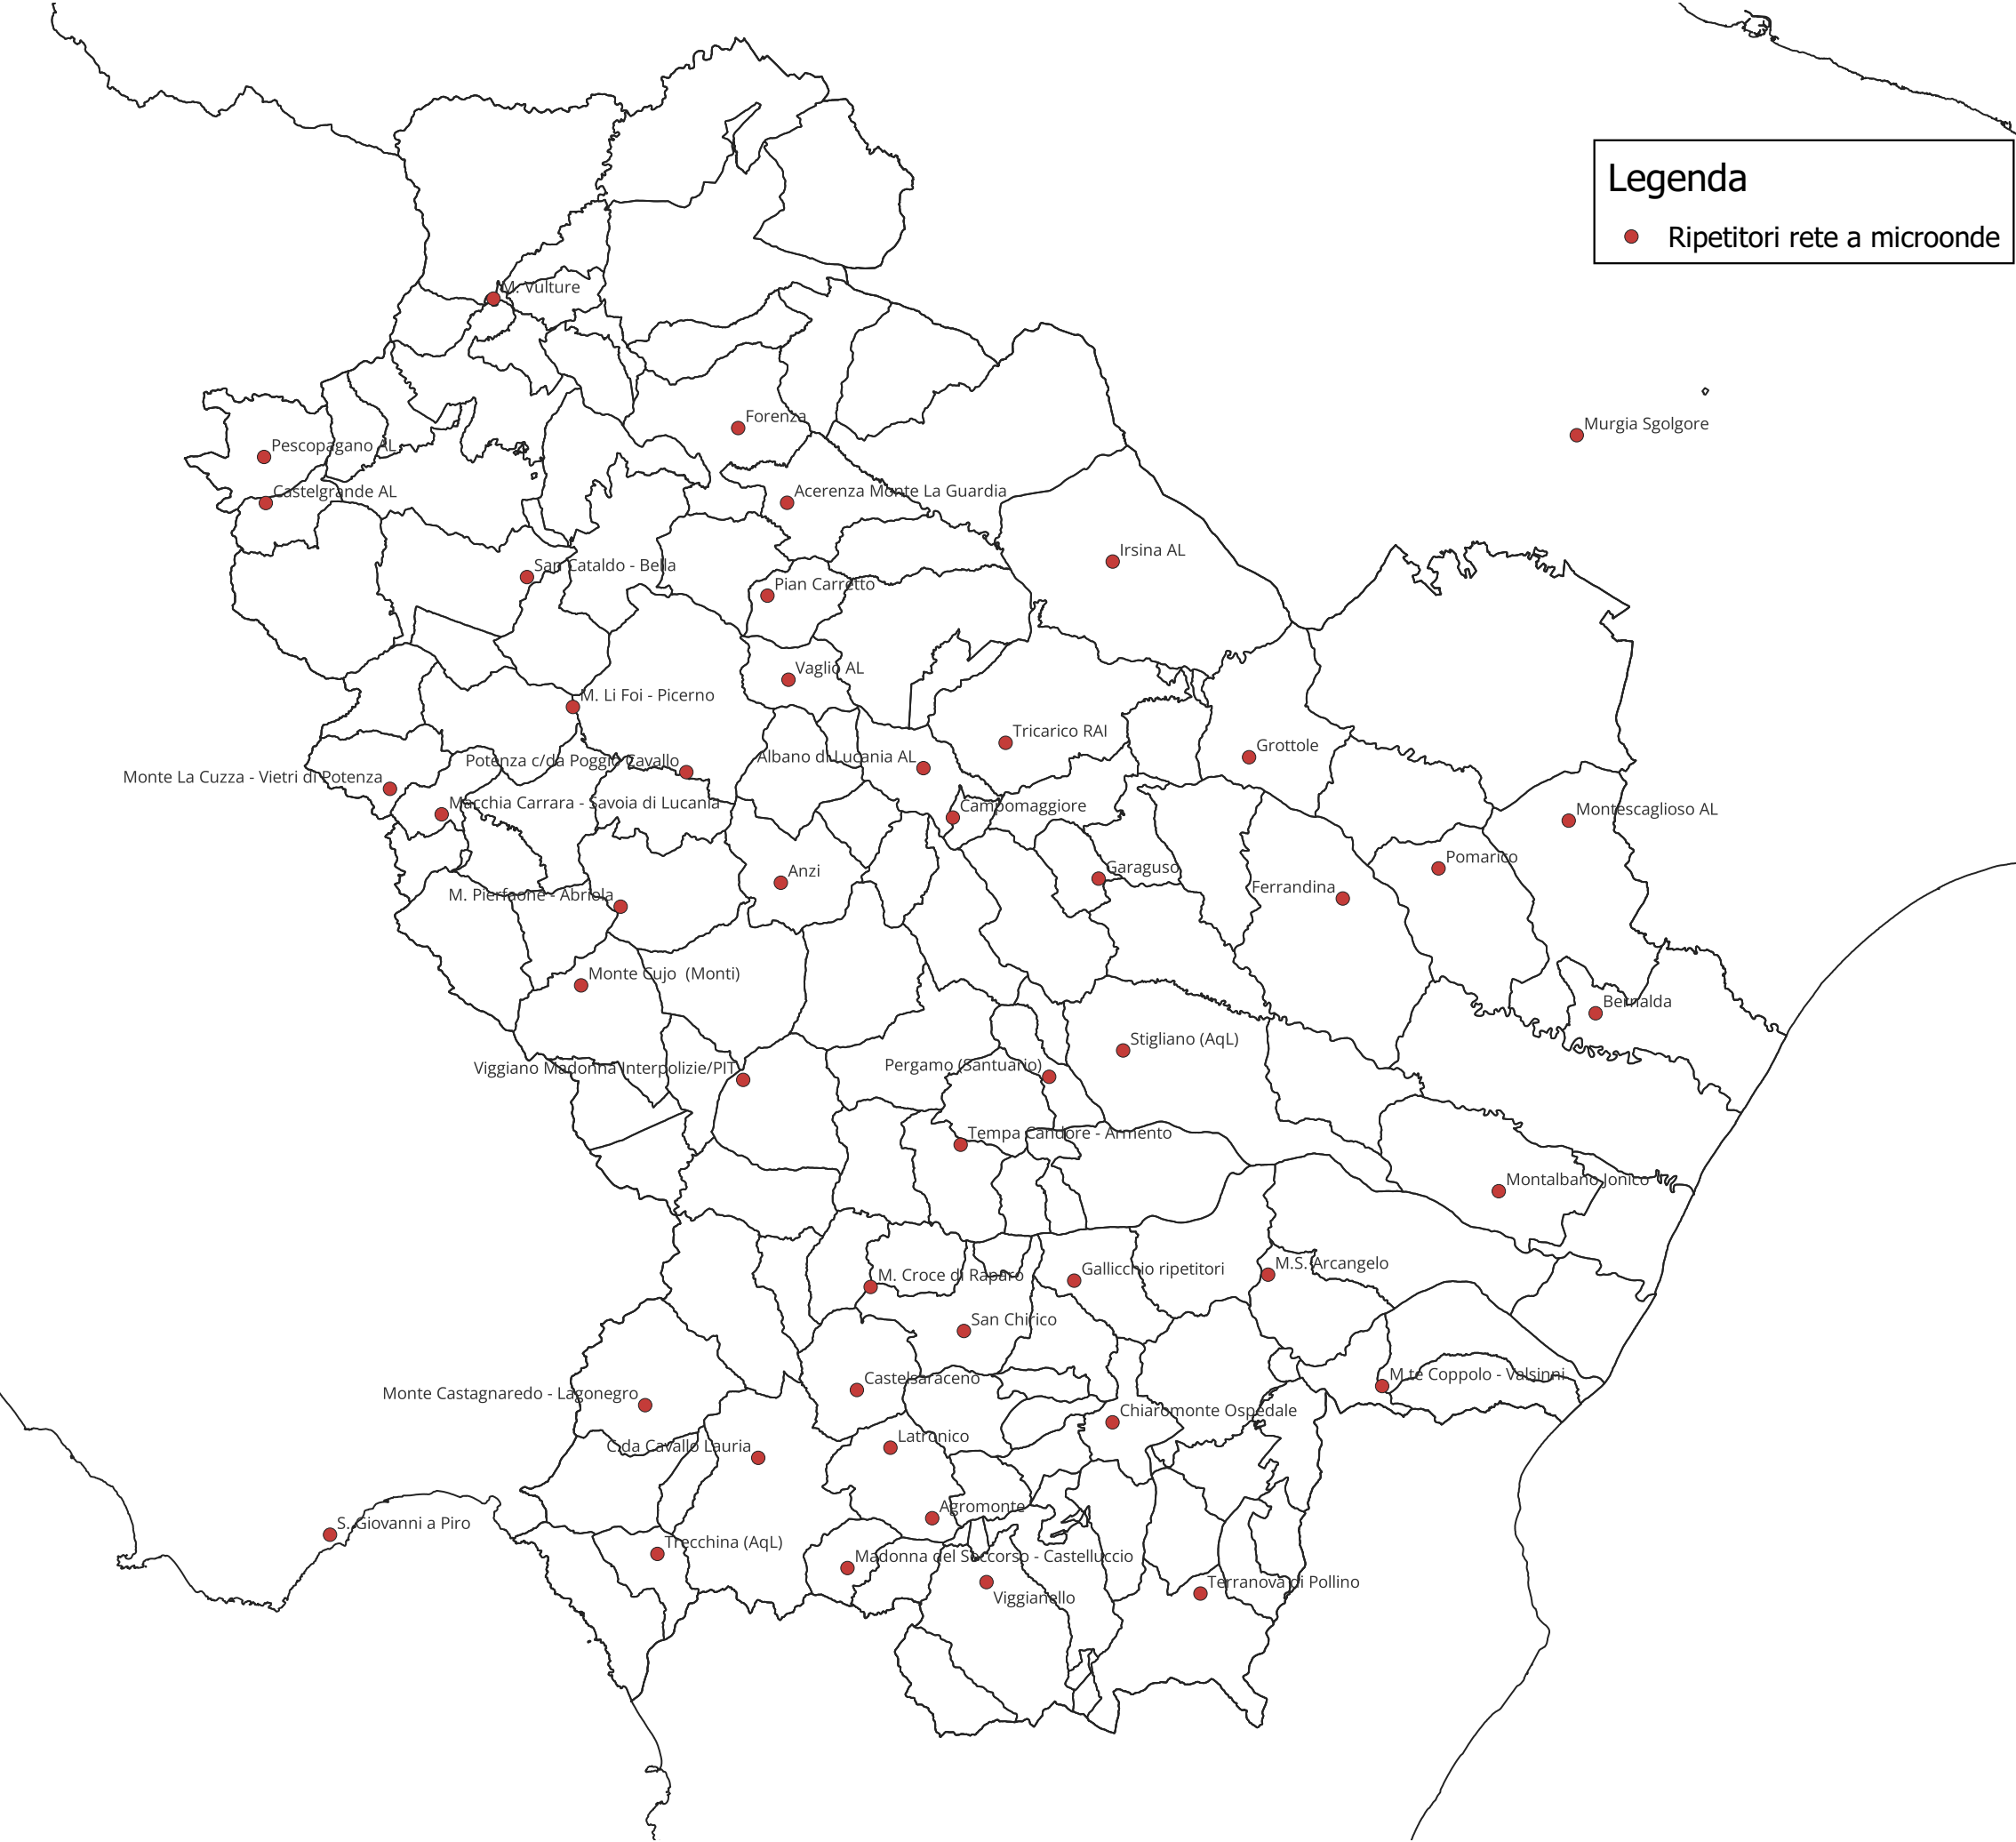 Legenda
Ripetitori rete a microonde
M. Vulture
Forenza
Murgia Sgolgore
Pescopagano AL
Castelgrande AL
Acerenza Monte La Guardia
Irsina AL
San Cataldo - Bella
Pian Carretto
Vaglio AL
M. Li Foi - Picerno
Tricarico RAI
Grottole
Albano di Lucania AL
Potenza c/da Poggio Cavallo
Monte La Cuzza - Vietri di Potenza
Macchia Carrara - Savoia di Lucania
Campomaggiore
Montescaglioso AL
Pomarico
Garaguso
Anzi
Ferrandina
M. Pierfaone - Abriola
Monte Cujo (Monti)
Bernalda
Stigliano (AqL)
Pergamo (Santuario)
Viggiano Madonna Interpolizie/PIT
Tempa Candore - Armento
Montalbano Jonico
M.S. Arcangelo
Gallicchio ripetitori
M. Croce di Raparo
San Chirico
M.te Coppolo - Valsinni
Castelsaraceno
Monte Castagnaredo - Lagonegro
Chiaromonte Ospedale
Latronico
C.da Cavallo Lauria
Agromonte
S. Giovanni a Piro
Trecchina (AqL)
Madonna del Soccorso - Castelluccio
Terranova di Pollino
Viggianello